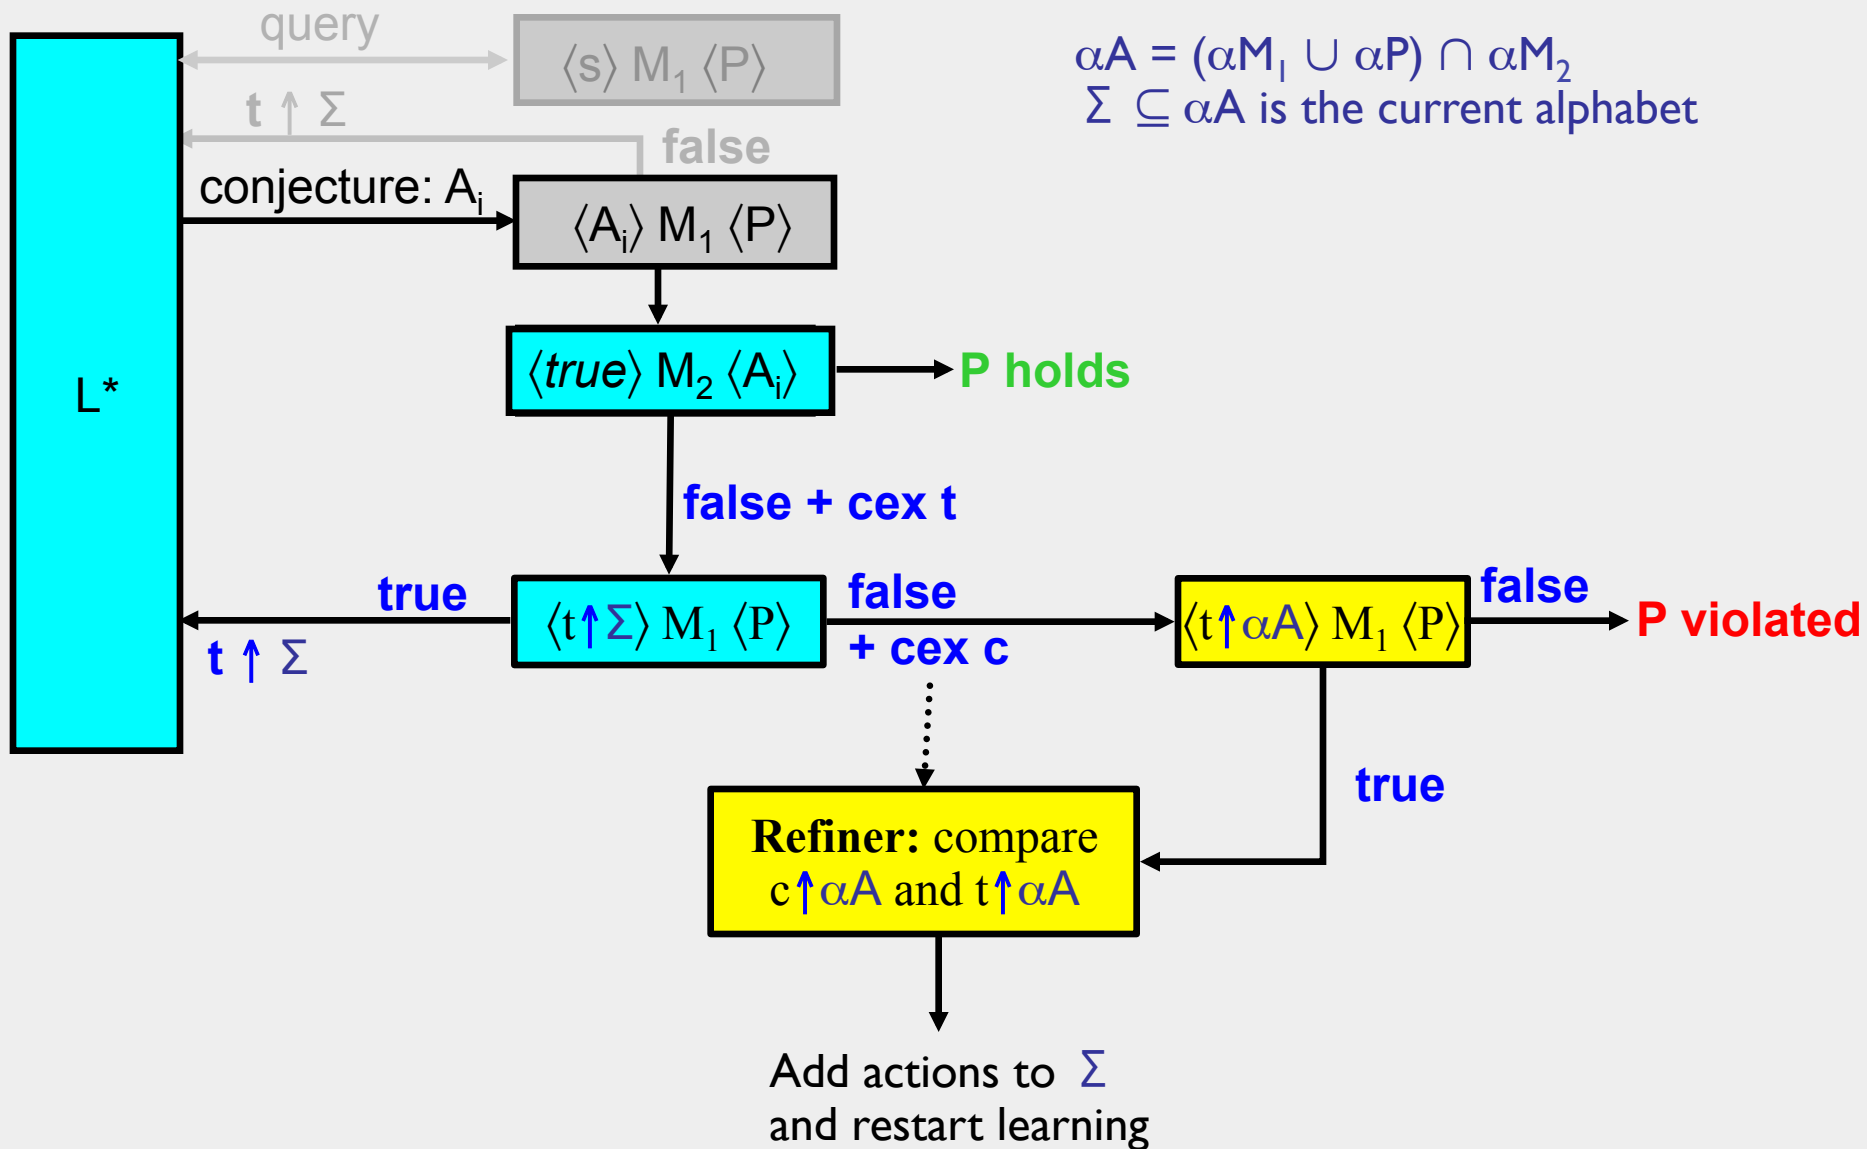 query
⟨s⟩ M₁ ⟨P⟩
αA = (αM₁ ∪ αP) ∩ αM₂
Σ ⊆ αA is the current alphabet
t ↑ Σ
false
conjecture: Aᵢ
⟨Aᵢ⟩ M₁ ⟨P⟩
L*
⟨true⟩ M₂ ⟨Aᵢ⟩
P holds
false + cex t
true
t ↑ Σ
⟨t↑Σ⟩ M₁ ⟨P⟩
false
+ cex c
⟨t↑αA⟩ M₁ ⟨P⟩
false
P violated
true
Refiner: compare
c↑αA and t↑αA
Add actions to Σ
and restart learning